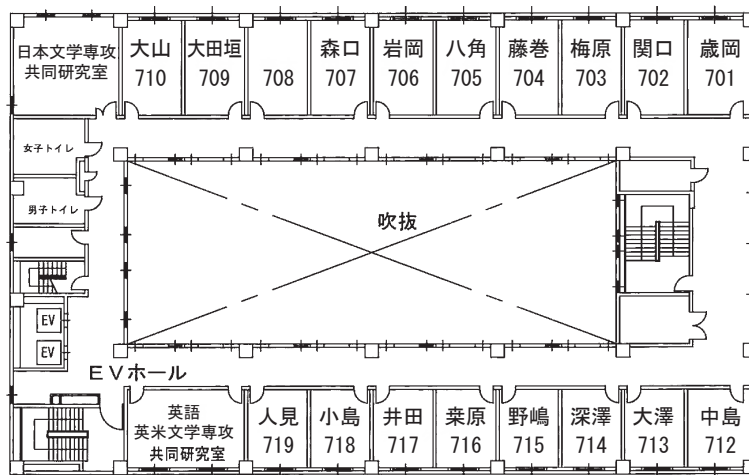 日本文学専攻
共同研究室
大山
710
大田垣
709
708
森口
707
岩岡
706
八角
705
藤巻
704
梅原
703
関口
702
歳岡
701
女子トイレ
男子トイレ
吹抜
EV
EV
EVホール
英語
英米文学専攻
共同研究室
人見
719
小島
718
井田
717
桒原
716
野嶋
715
深澤
714
大澤
713
中島
712